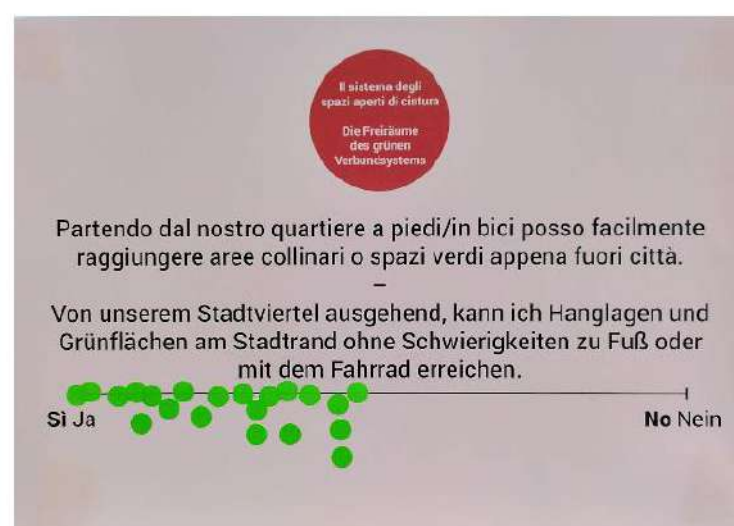 Il sistema degli
spazi aperti di cintura
Die Freiräume
des grünen
Verbundsystems
Partendo dal nostro quartiere a piedi/in bici posso facilmente
raggiungere aree collinari o spazi verdi appena fuori città.
–
Von unserem Stadtviertel ausgehend, kann ich Hanglagen und
Grünflächen am Stadtrand ohne Schwierigkeiten zu Fuß oder
mit dem Fahrrad erreichen.
Sì Ja
No Nein